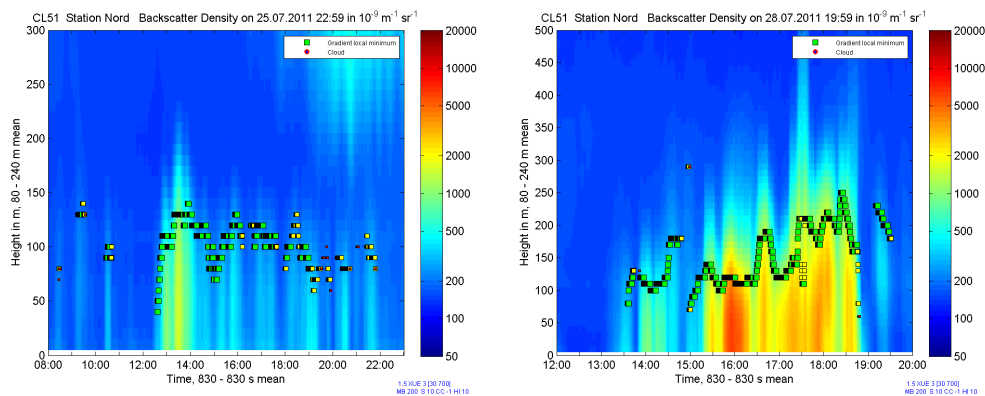 CL51  Station Nord   Backscatter Density on 25.07.2011 22:59 in 10⁻⁹ m⁻¹ sr⁻¹
Gradient local minimum
Cloud
Height in m, 80 - 240 m mean
300
250
200
150
100
50
0
08:00 10:00 12:00 14:00 16:00 18:00 20:00 22:00
Time, 830 - 830 s mean
20000
10000
5000
2000
1000
500
200
100
50
1.5 XUE 3 [30 700]
MB 200  S 10 CC -1 HI 10
CL51  Station Nord   Backscatter Density on 28.07.2011 19:59 in 10⁻⁹ m⁻¹ sr⁻¹
Gradient local minimum
Cloud
Height in m, 80 - 240 m mean
500
450
400
350
300
250
200
150
100
50
0
12:00 13:00 14:00 15:00 16:00 17:00 18:00 19:00 20:00
Time, 830 - 830 s mean
20000
10000
5000
2000
1000
500
200
100
50
1.5 XUE 3 [30 700]
MB 200  S 10 CC -1 HI 10